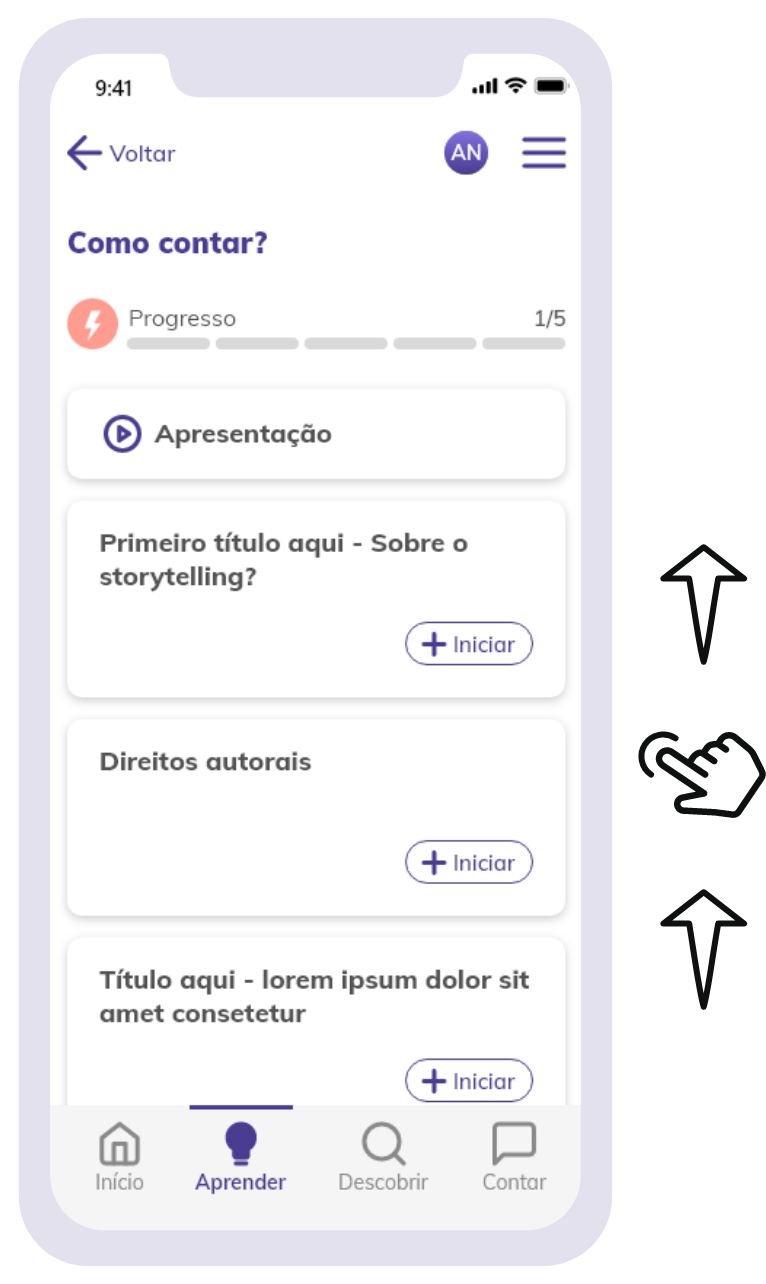 9:41
Voltar
AN
Como contar?
Progresso
1/5
Apresentação
Primeiro título aqui - Sobre o
storytelling?
Iniciar
Direitos autorais
Iniciar
Título aqui - lorem ipsum dolor sit
amet consetetur
Iniciar
Início
Aprender
Descobrir
Contar